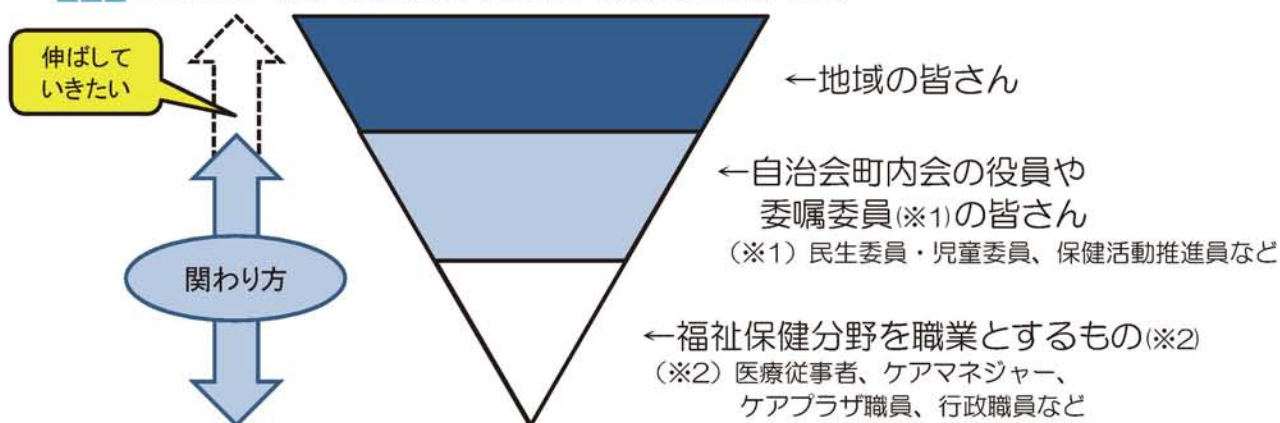 伸ばして
いきたい
←地域の皆さん
←自治会町内会の役員や
委嘱委員(※1)の皆さん
(※1) 民生委員・児童委員、保健活動推進員など
関わり方
←福祉保健分野を職業とするもの(※2)
(※2) 医療従事者、ケアマネジャー、
ケアプラザ職員、行政職員など